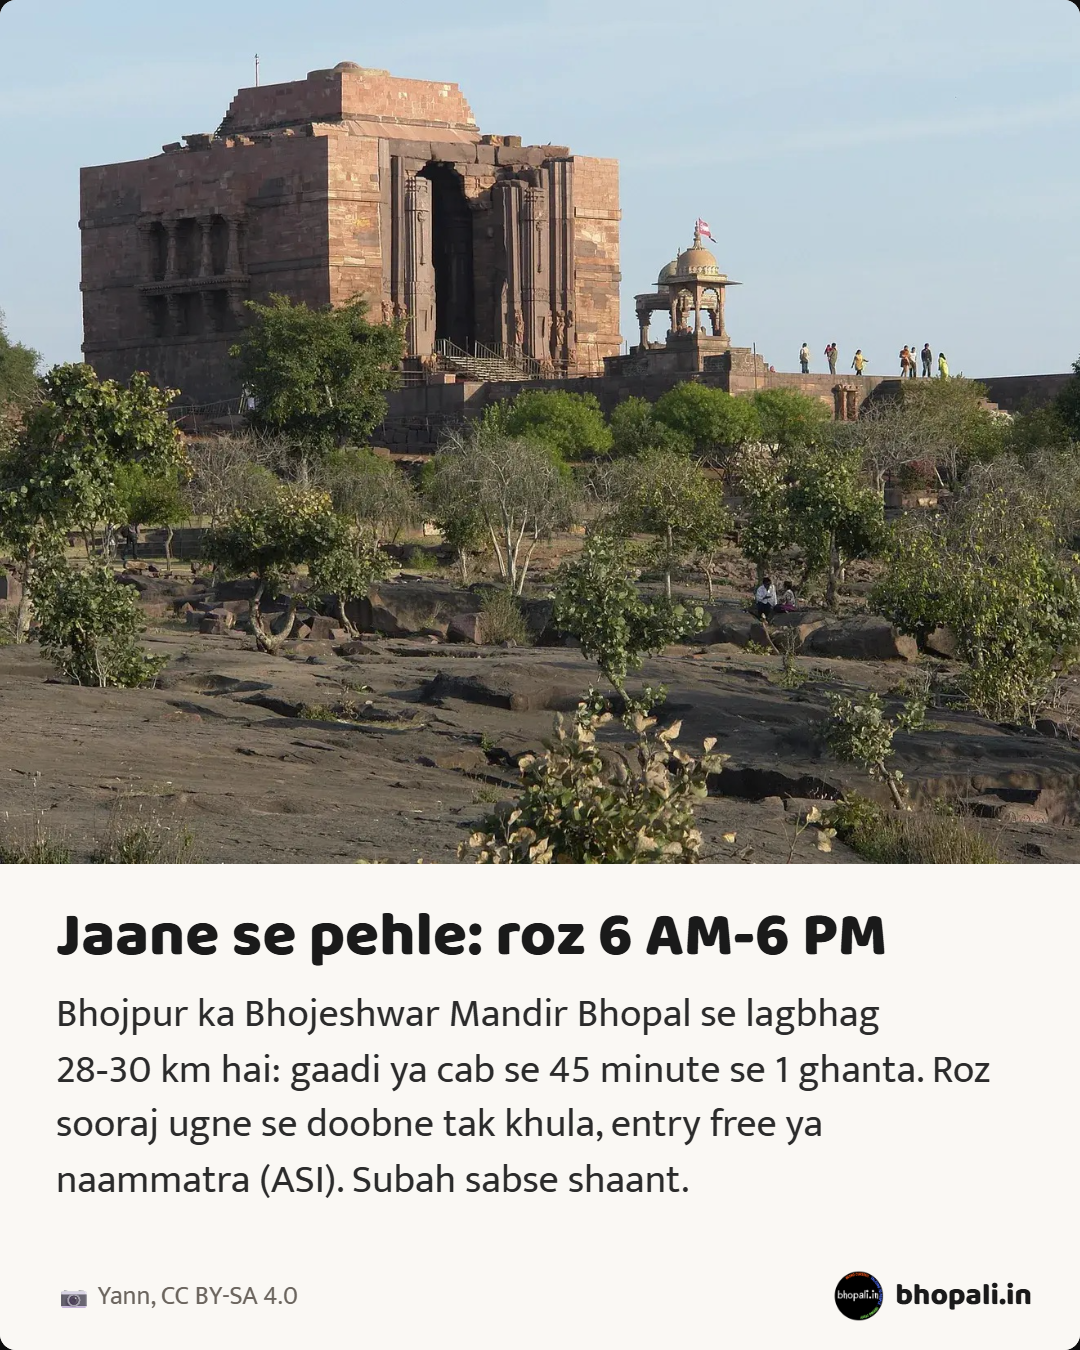 Jaane se pehle: roz 6 AM-6 PM
Bhojpur ka Bhojeshwar Mandir Bhopal se lagbhag
28-30 km hai: gaadi ya cab se 45 minute se 1 ghanta. Roz
sooraj ugne se doobne tak khula, entry free ya
naammatra (ASI). Subah sabse shaant.
Yann, CC BY-SA 4.0
bhopali.in
bhopali.in